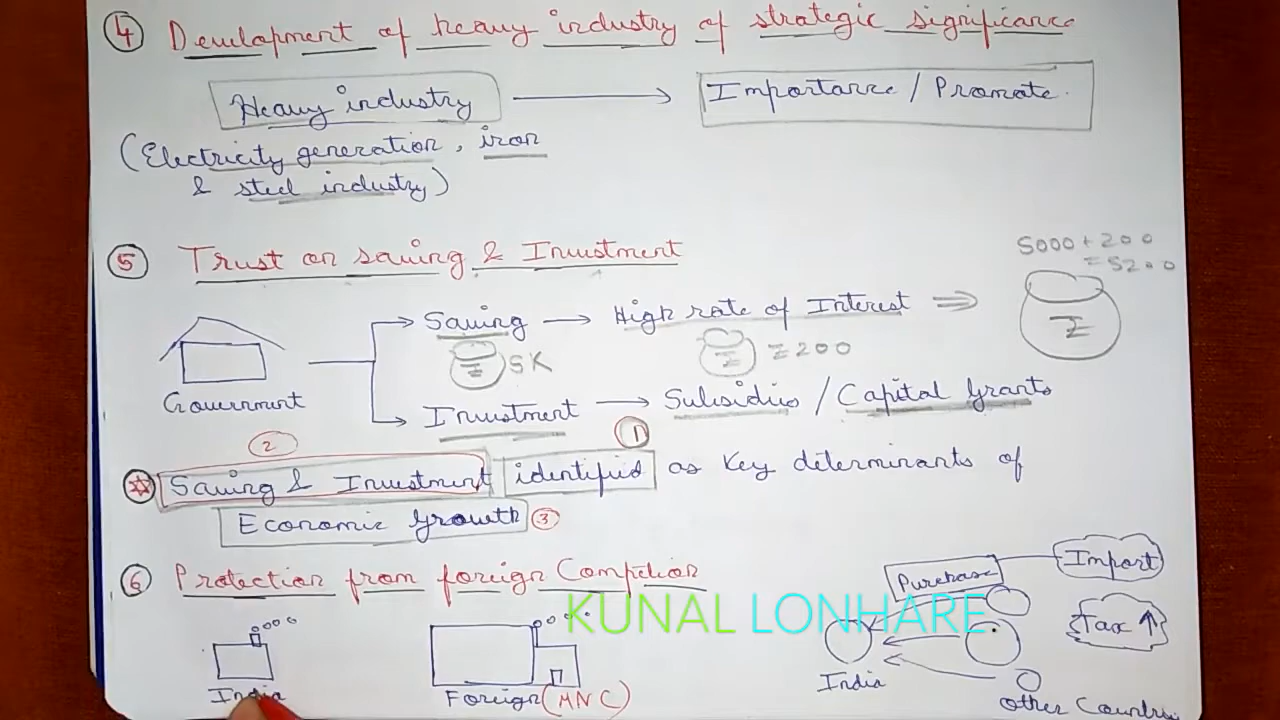 ④ Development of heavy industry of strategic significance
Heavy industry → Importance / Promote.
(Electricity generation, iron
& steel industry)
⑤ Trust on saving & Investment
5000 + 200
= 5200
Saving → High rate of Interest ⇒
₹ 5K
₹ = 200
₹
Government
Investment → Subsidies / Capital Grants
② ①
Saving & Investment identified as Key determinants of
Economic Growth ③
⑥ Protection from foreign Competion
Purchase
Import
Tax ↑
KUNAL LONHARE.
India
Foreign (MNC)
India
other Countries